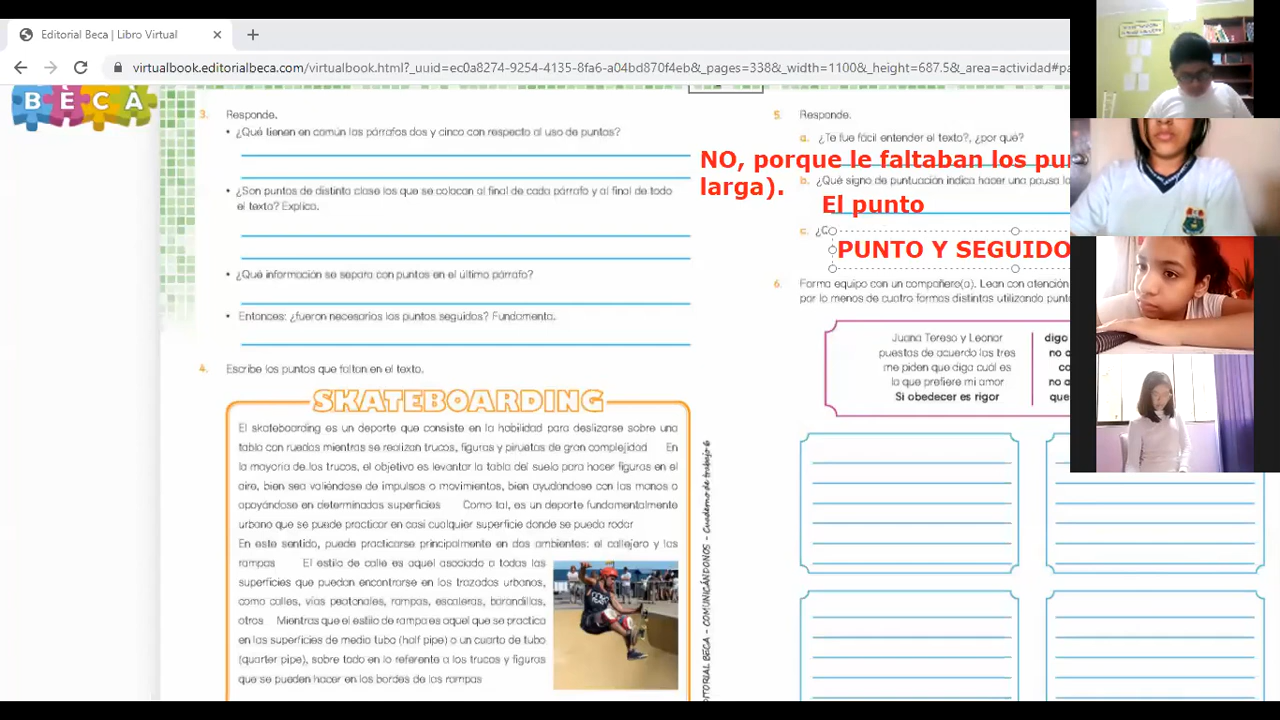 Editorial Beca | Libro Virtual
virtualbook.editorialbeca.com/virtualbook.html?_uuid=ec0a8274-9254-4135-8fa6-a04bd870f4eb&_pages=338&_width=1100&_height=687.5&_area=actividad#pa
BECA
3. Responde.
• ¿Qué tienen en común los párrafos dos y cinco con respecto al uso de puntos?
• ¿Son puntos de distinta clase los que se colocan al final de cada párrafo y al final de todo
el texto? Explica.
• ¿Qué información se separa con puntos en el último párrafo?
• Entonces: ¿fueron necesarios los puntos seguidos? Fundamenta.
4. Escribe los puntos que faltan en el texto.
SKATEBOARDING
El skateboarding es un deporte que consiste en la habilidad para deslizarse sobre una
tabla con ruedas mientras se realizan trucos, figuras y piruetas de gran complejidad En
la mayoría de los trucos, el objetivo es levantar la tabla del suelo para hacer figuras en el
aire, bien sea valiéndose de impulsos o movimientos, bien ayudándose con las manos o
apoyándose en determinadas superficies Como tal, es un deporte fundamentalmente
urbano que se puede practicar en casi cualquier superficie donde se pueda rodar
En este sentido, puede practicarse principalmente en dos ambientes: el callejero y las
rampas El estilo de calle es aquel asociado a todas las
superficies que puedan encontrarse en los trazados urbanos,
como calles, vías peatonales, rampas, escaleras, barandillas,
otros Mientras que el estilo de rampa es aquel que se practica
en las superficies de medio tubo (half pipe) o un cuarto de tubo
(quarter pipe), sobre todo en lo referente a los trucos y figuras
que se pueden hacer en los bordes de las rampas
EDITORIAL BECA - COMUNICÁNDONOS - Cuaderno de trabajo-6
5. Responde.
a. ¿Te fue fácil entender el texto?, ¿por qué?
NO, porque le faltaban los pu
larga).
b. ¿Qué signo de puntuación indica hacer una pausa la
El punto
c.
PUNTO Y SEGUIDO
6. Forma equipo con un compañero(a). Lean con atención
por lo menos de cuatro formas distintas utilizando punt
Juana Teresa y Leonor
puestas de acuerdo las tres
me piden que diga cuál es
la que prefiere mi amor
Si obedecer es rigor
digo
no a
co
no a
que